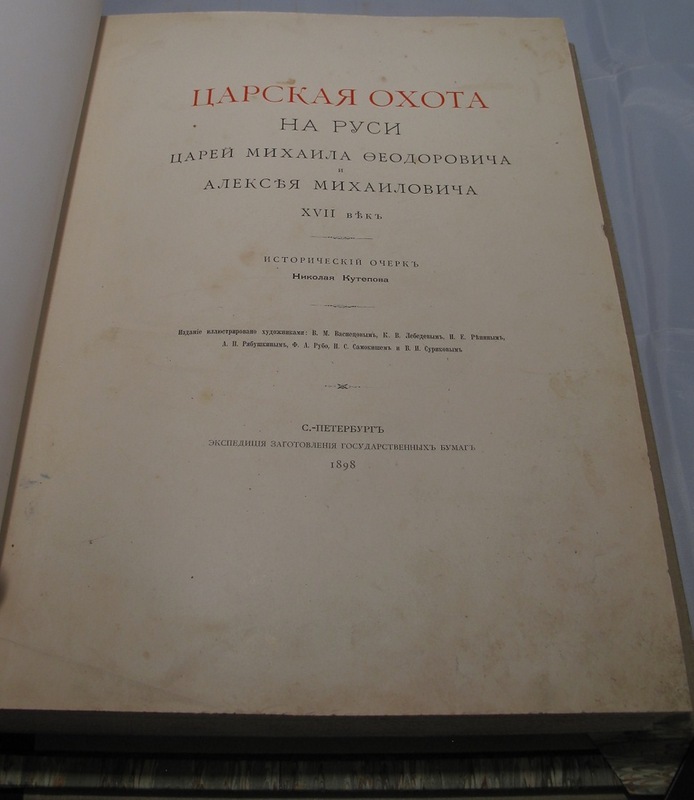 ЦАРСКАЯ ОХОТА
НА РУСИ
ЦАРЕЙ МИХАИЛА ѲЕОДОРОВИЧА
и
АЛЕКСѢЯ МИХАИЛОВИЧА
XVII вѣкъ
ИСТОРИЧЕСКІЙ ОЧЕРКЪ
Николая Кутепова
Изданіе иллюстрировано художниками: В. М. Васнецовымъ, К. В. Лебедевымъ, И. Е. Рѣпинымъ,
А. П. Рябушкинымъ, Ф. А. Рубо, Н. С. Самокишемъ и В. И. Суриковымъ
С.-ПЕТЕРБУРГЪ
ЭКСПЕДИЦІЯ ЗАГОТОВЛЕНІЯ ГОСУДАРСТВЕННЫХЪ БУМАГЪ
1898